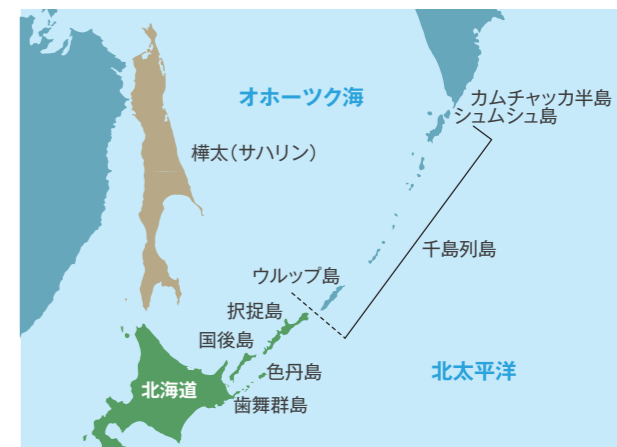 オホーツク海
カムチャッカ半島
シュムシュ島
樺太（サハリン）
千島列島
ウルップ島
択捉島
国後島
色丹島
北太平洋
北海道
歯舞群島